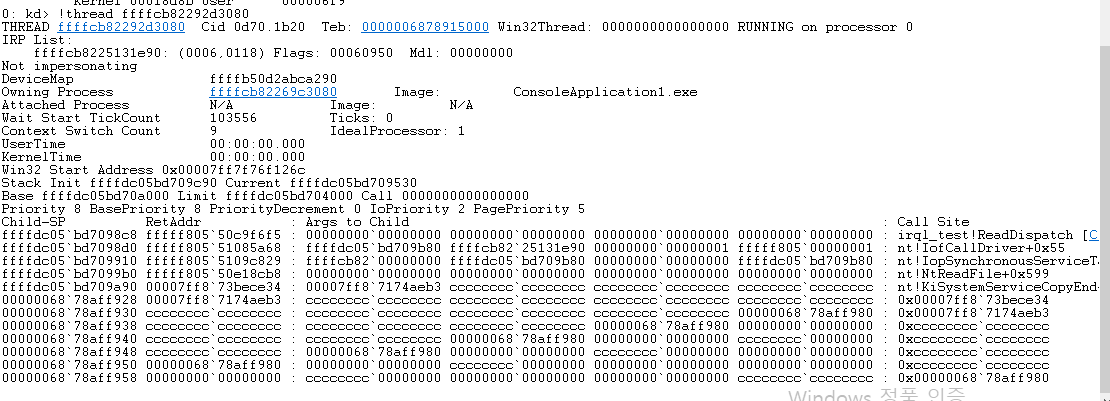 Kernel 00018d8b User 000006f9
0: kd> !thread ffffcb82292d3080
THREAD ffffcb82292d3080  Cid 0d70.1b20  Teb: 0000006878915000 Win32Thread: 0000000000000000 RUNNING on processor 0
IRP List:
    ffffcb8225131e90: (0006,0118) Flags: 00060950  Mdl: 00000000
Not impersonating
DeviceMap                 ffffb50d2abca290
Owning Process            ffffcb82269c3080       Image:         ConsoleApplication1.exe
Attached Process          N/A            Image:         N/A
Wait Start TickCount      103556         Ticks: 0
Context Switch Count      9              IdealProcessor: 1
UserTime                  00:00:00.000
KernelTime                00:00:00.000
Win32 Start Address 0x00007ff7f76f126c
Stack Init ffffdc05bd709c90 Current ffffdc05bd709530
Base ffffdc05bd70a000 Limit ffffdc05bd704000 Call 0000000000000000
Priority 8 BasePriority 8 PriorityDecrement 0 IoPriority 2 PagePriority 5
Child-SP          RetAddr           : Args to Child                                                           : Call Site
ffffdc05`bd7098c8 fffff805`50c9f6f5 : 00000000`00000000 00000000`00000000 00000000`00000000 00000000`00000000 : irql_test!ReadDispatch [C
ffffdc05`bd7098d0 fffff805`51085a68 : ffffdc05`bd709b80 ffffcb82`25131e90 00000000`00000001 fffff805`00000001 : nt!IofCallDriver+0x55
ffffdc05`bd709910 fffff805`5109c829 : ffffcb82`00000000 ffffdc05`bd709b80 00000000`00000000 ffffdc05`bd709b80 : nt!IopSynchronousServiceTa
ffffdc05`bd7099b0 fffff805`50e18cb8 : 00000000`00000000 00000000`00000000 00000000`00000000 00000000`00000000 : nt!NtReadFile+0x599
ffffdc05`bd709a90 00007ff8`73bece34 : 00007ff8`7174aeb3 cccccccc`cccccccc cccccccc`cccccccc cccccccc`cccccccc : nt!KiSystemServiceCopyEnd+
00000068`78aff928 00007ff8`7174aeb3 : cccccccc`cccccccc cccccccc`cccccccc cccccccc`cccccccc cccccccc`cccccccc : 0x00007ff8`73bece34
00000068`78aff930 cccccccc`cccccccc : cccccccc`cccccccc cccccccc`cccccccc cccccccc`cccccccc 00000068`78aff980 : 0x00007ff8`7174aeb3
00000068`78aff938 cccccccc`cccccccc : cccccccc`cccccccc cccccccc`cccccccc 00000068`78aff980 00000000`00000000 : 0xcccccccc`cccccccc
00000068`78aff940 cccccccc`cccccccc : cccccccc`cccccccc 00000068`78aff980 00000000`00000000 cccccccc`00000000 : 0xcccccccc`cccccccc
00000068`78aff948 cccccccc`cccccccc : 00000068`78aff980 00000000`00000000 cccccccc`00000000 cccccccc`cccccccc : 0xcccccccc`cccccccc
00000068`78aff950 00000068`78aff980 : 00000000`00000000 cccccccc`00000000 00000000`00000000 cccccccc`cccccccc : 0xcccccccc`cccccccc
00000068`78aff958 00000000`00000000 : cccccccc`00000000 00000000`00000000 cccccccc`cccccccc cccccccc`cccccccc : 0x00000068`78aff980
Windows 정품 인증